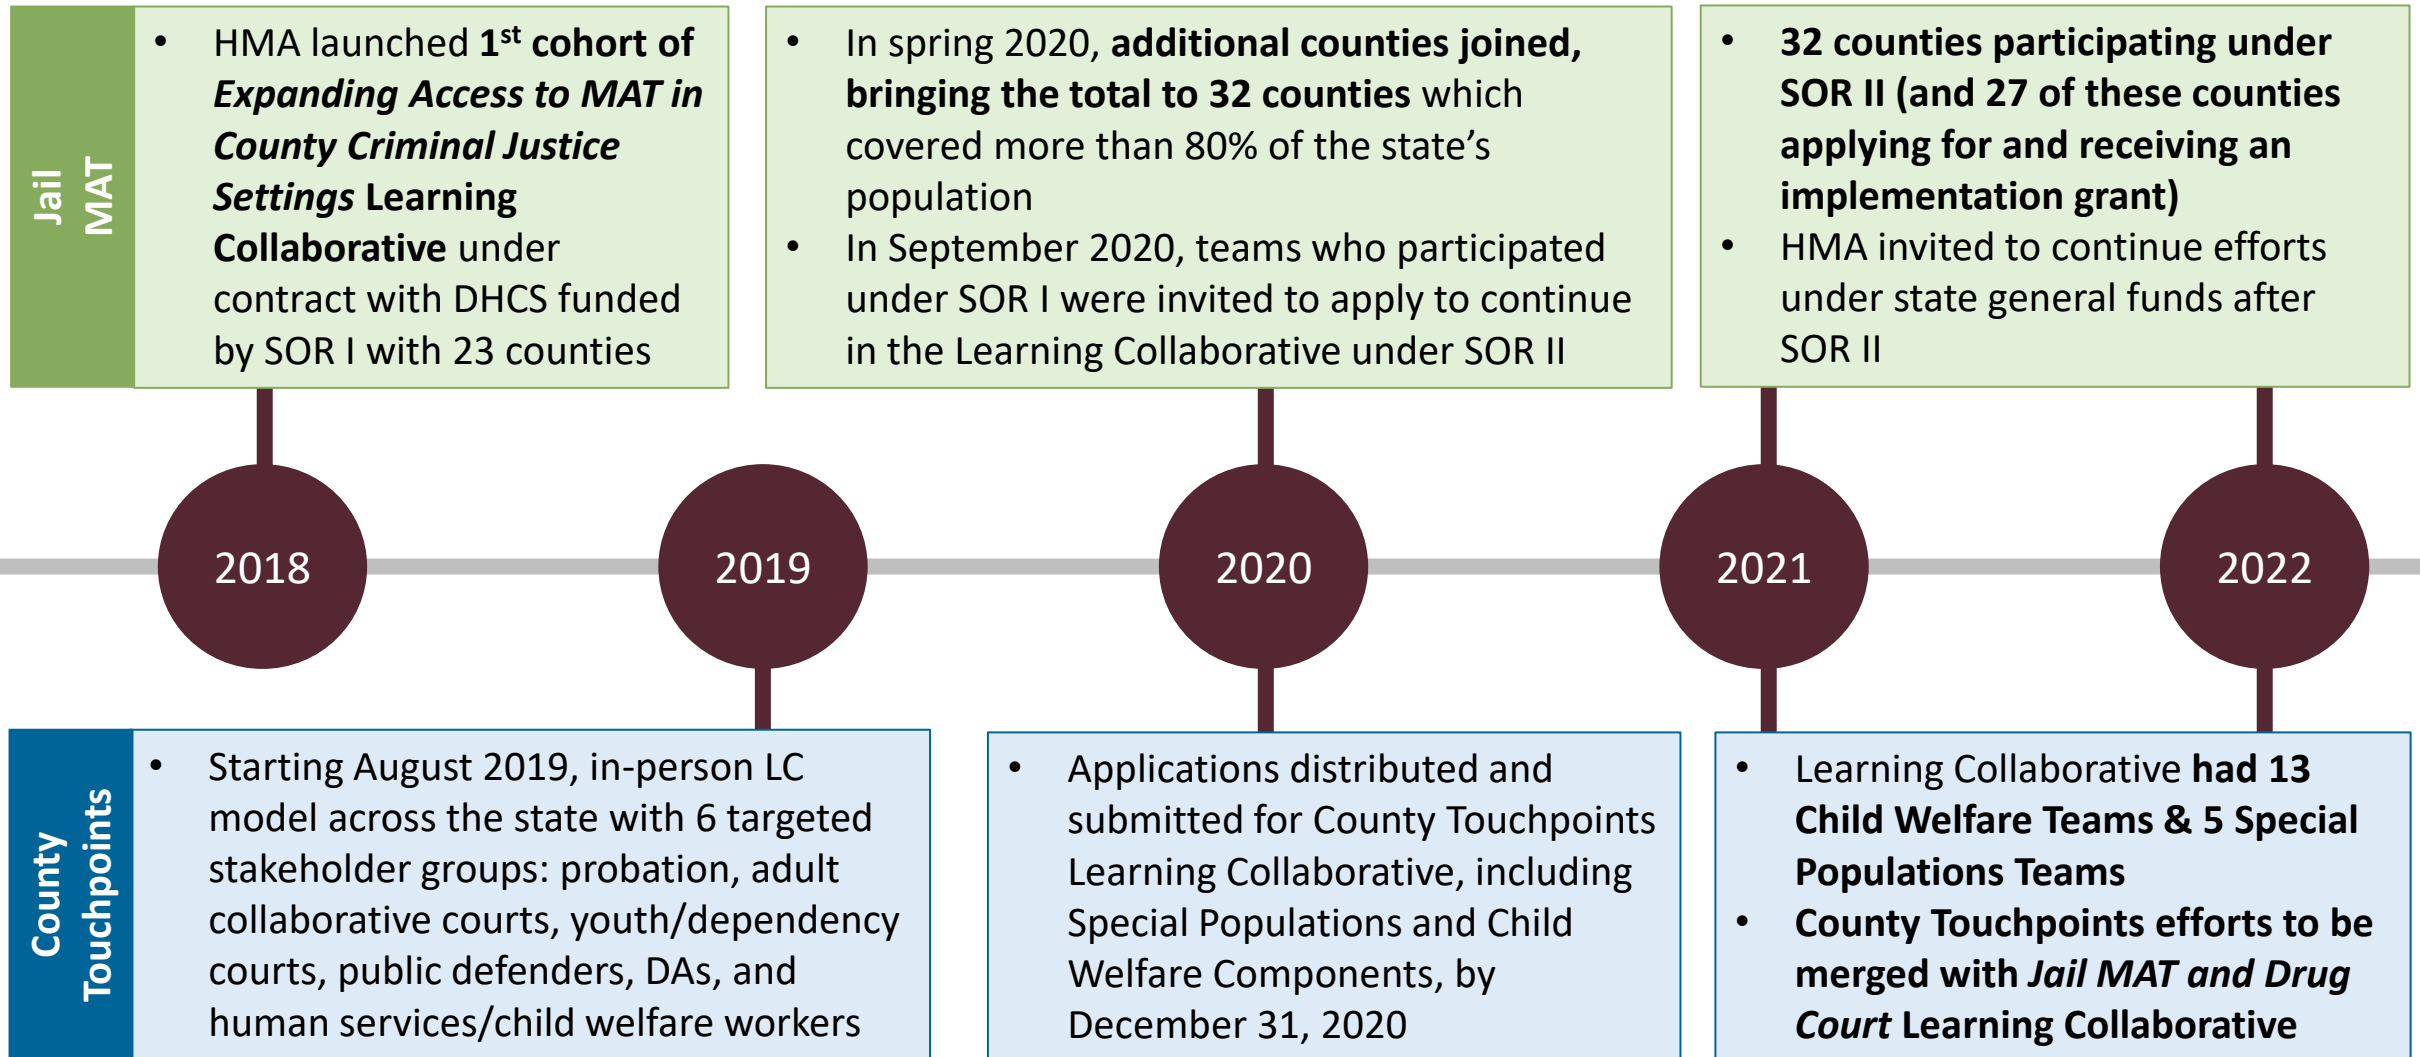 Jail
MAT
• HMA launched 1st cohort of
Expanding Access to MAT in
County Criminal Justice
Settings Learning
Collaborative under
contract with DHCS funded
by SOR I with 23 counties
• In spring 2020, additional counties joined,
bringing the total to 32 counties which
covered more than 80% of the state’s
population
• In September 2020, teams who participated
under SOR I were invited to apply to continue
in the Learning Collaborative under SOR II
• 32 counties participating under
SOR II (and 27 of these counties
applying for and receiving an
implementation grant)
• HMA invited to continue efforts
under state general funds after
SOR II
2018
2019
2020
2021
2022
County
Touchpoints
• Starting August 2019, in-person LC
model across the state with 6 targeted
stakeholder groups: probation, adult
collaborative courts, youth/dependency
courts, public defenders, DAs, and
human services/child welfare workers
• Applications distributed and
submitted for County Touchpoints
Learning Collaborative, including
Special Populations and Child
Welfare Components, by
December 31, 2020
• Learning Collaborative had 13
Child Welfare Teams & 5 Special
Populations Teams
• County Touchpoints efforts to be
merged with Jail MAT and Drug
Court Learning Collaborative